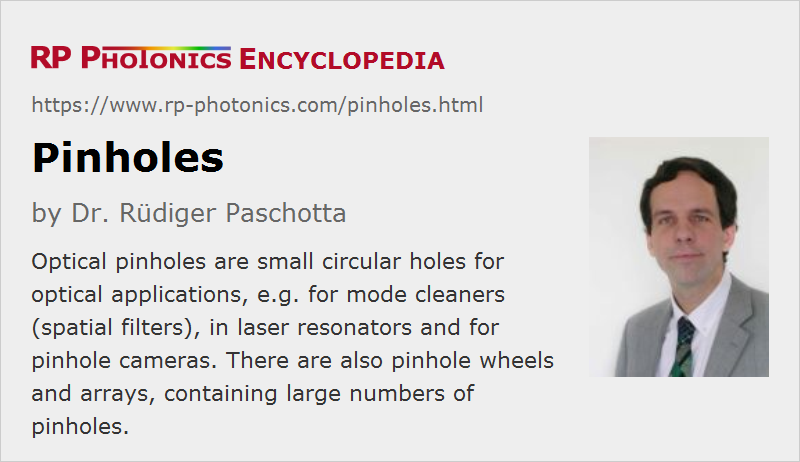 RP PHOTONICS ENCYCLOPEDIA
https://www.rp-photonics.com/pinholes.html
Pinholes
by Dr. Rüdiger Paschotta
Optical pinholes are small circular holes for
optical applications, e.g. for mode cleaners
(spatial filters), in laser resonators and for
pinhole cameras. There are also pinhole wheels
and arrays, containing large numbers of
pinholes.